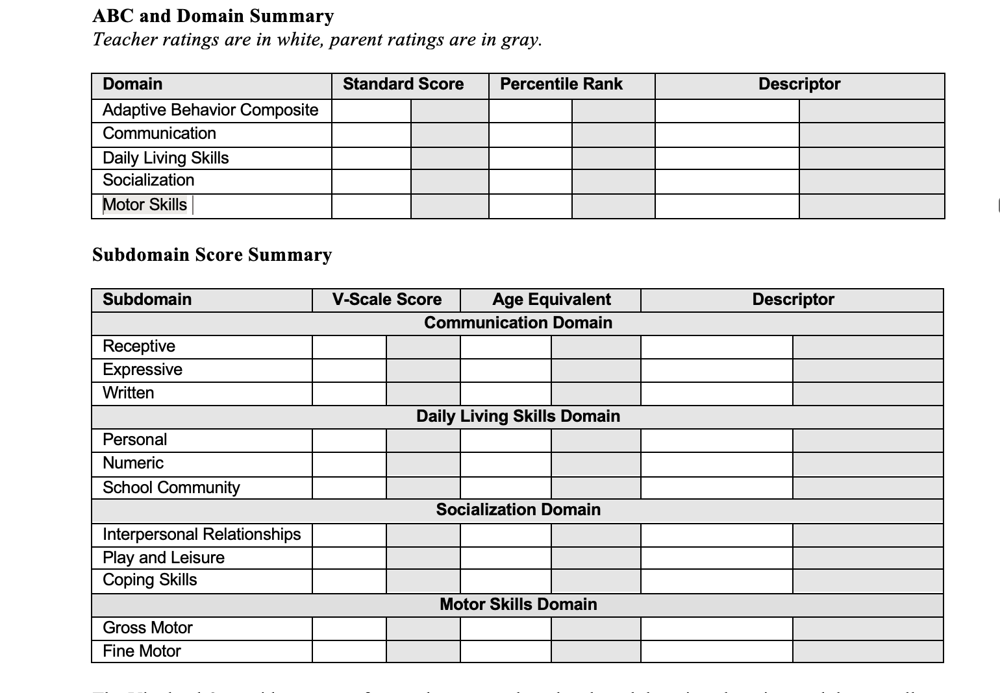 ABC and Domain Summary
Teacher ratings are in white, parent ratings are in gray.
Domain Standard Score Percentile Rank Descriptor
Adaptive Behavior Composite
Communication
Daily Living Skills
Socialization
Motor Skills
Subdomain Score Summary
Subdomain V-Scale Score Age Equivalent Descriptor
Communication Domain
Receptive
Expressive
Written
Daily Living Skills Domain
Personal
Numeric
School Community
Socialization Domain
Interpersonal Relationships
Play and Leisure
Coping Skills
Motor Skills Domain
Gross Motor
Fine Motor